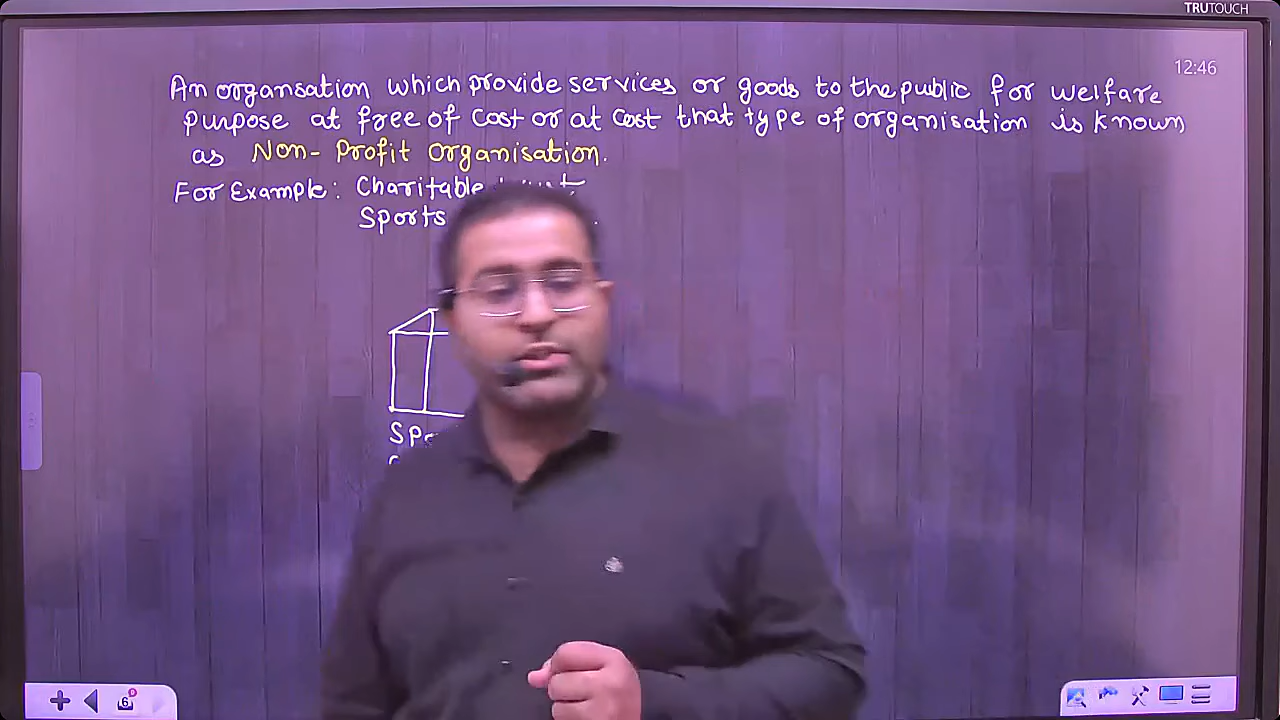 TRUTOUCH
12:46
An organsation which provide services or goods to the public for welfare
purpose at free of cost or at cost that type of organisation is known
as Non-Profit Organisation.
For Example: Charitable
Sports
6